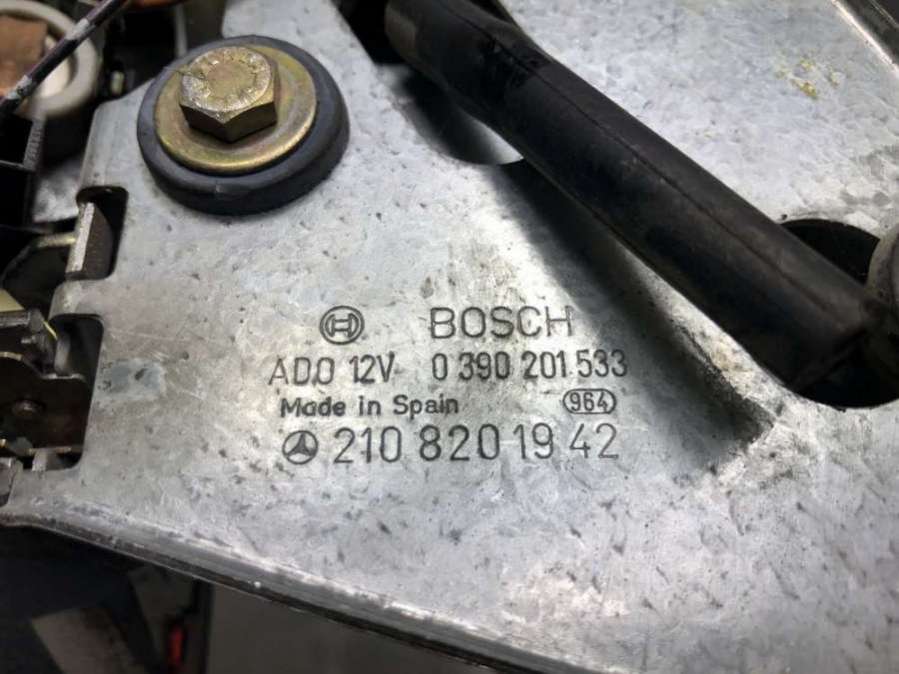 BOSCH
ADO 12V 0 390 201 533
Made in Spain 964
210 820 19 42